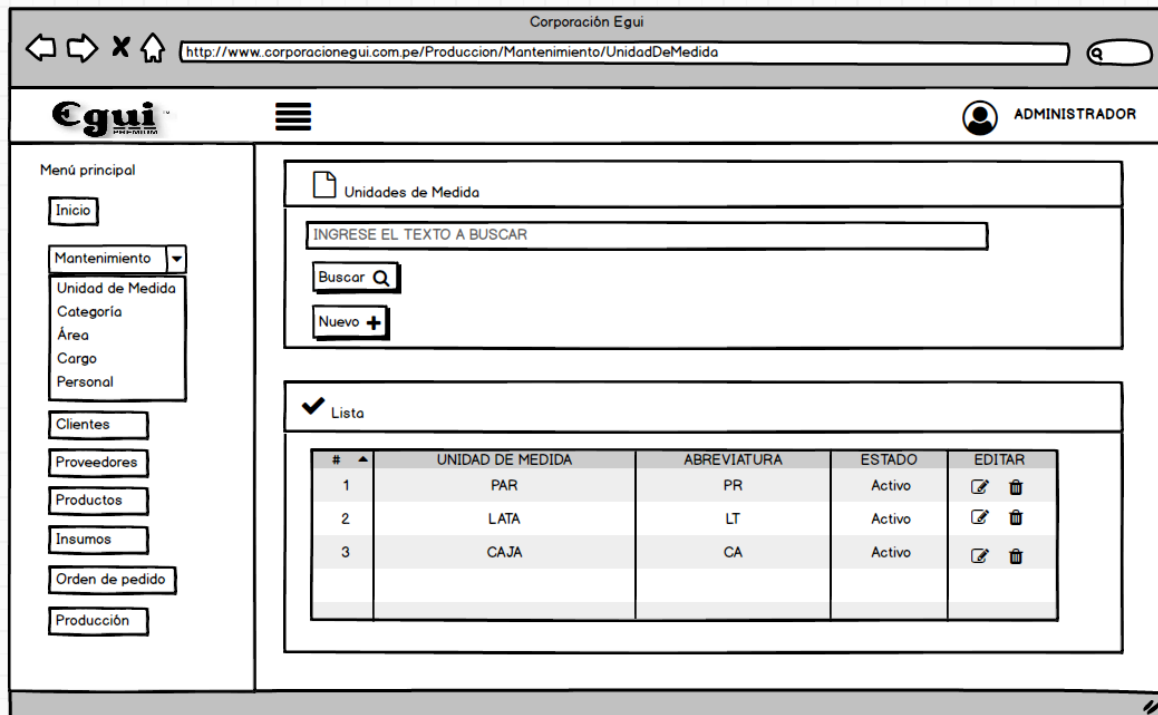 Corporación Egui
http://www.corporacionegui.com.pe/Produccion/Mantenimiento/UnidadDeMedida
Egui™
PREMIUM
ADMINISTRADOR
Menú principal
Inicio
Mantenimiento
Unidad de Medida
Categoría
Área
Cargo
Personal
Clientes
Proveedores
Productos
Insumos
Orden de pedido
Producción
Unidades de Medida
INGRESE EL TEXTO A BUSCAR
Buscar
Nuevo
Lista
# UNIDAD DE MEDIDA ABREVIATURA ESTADO EDITAR
1 PAR PR Activo
2 LATA LT Activo
3 CAJA CA Activo